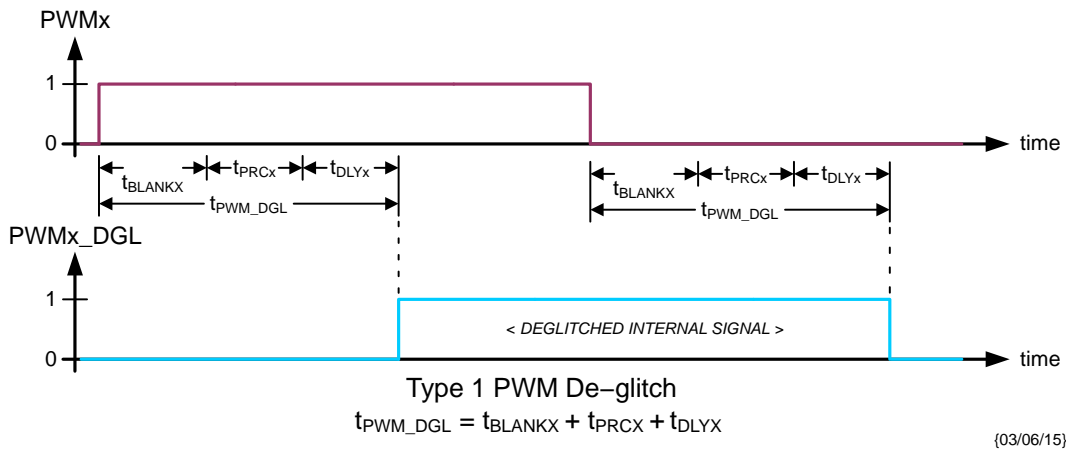 PWMx
1
0
time
tBLANKX
tPRCx
tDLYx
tPWM_DGL
tBLANKX
tPRCx
tDLYx
tPWM_DGL
PWMx_DGL
1
< DEGLITCHED INTERNAL SIGNAL >
0
time
Type 1 PWM De−glitch
tPWM_DGL = tBLANKX + tPRCX + tDLYX
{03/06/15}